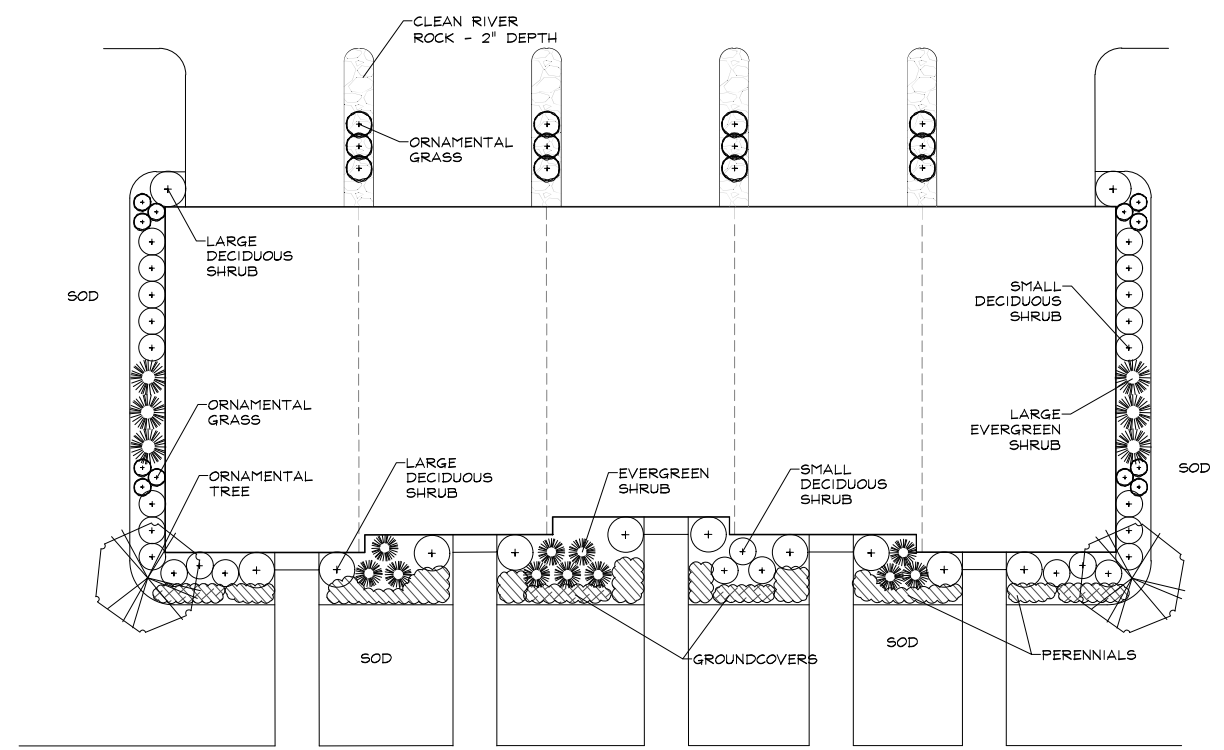 CLEAN RIVER
ROCK - 2" DEPTH
ORNAMENTAL
GRASS
LARGE
DECIDUOUS
SHRUB
SOD
SMALL
DECIDUOUS
SHRUB
ORNAMENTAL
GRASS
LARGE
EVERGREEN
SHRUB
ORNAMENTAL
TREE
LARGE
DECIDUOUS
SHRUB
EVERGREEN
SHRUB
SMALL
DECIDUOUS
SHRUB
SOD
SOD
GROUNDCOVERS
SOD
PERENNIALS